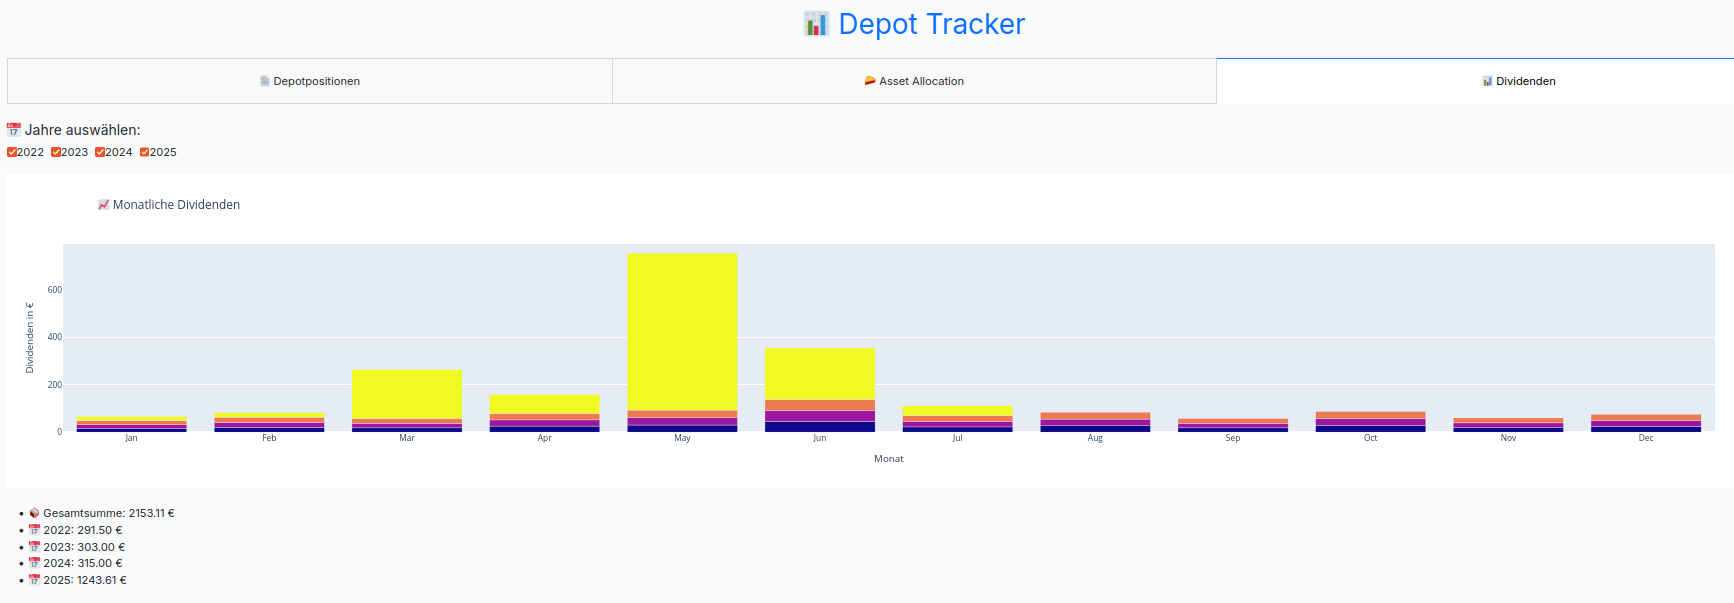 📊 Depot Tracker
📄 Depotpositionen
🥧 Asset Allocation
📊 Dividenden
📅 Jahre auswählen:
2022 2023 2024 2025
📈 Monatliche Dividenden
Dividenden in €
600
400
200
0
Jan Feb Mar Apr May Jun Jul Aug Sep Oct Nov Dec
Monat
• 📦 Gesamtsumme: 2153.11 €
• 📅 2022: 291.50 €
• 📅 2023: 303.00 €
• 📅 2024: 315.00 €
• 📅 2025: 1243.61 €